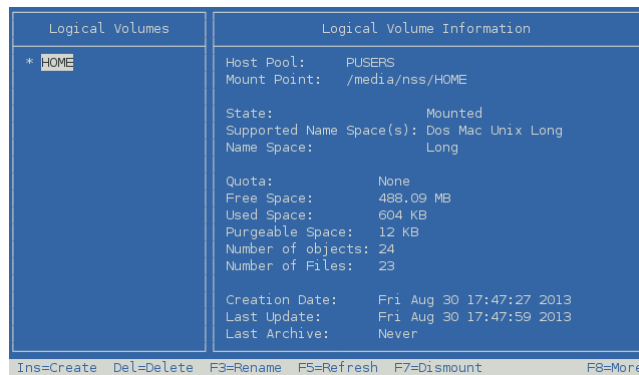 Logical Volumes
* HOME
Logical Volume Information
Host Pool: PUSERS
Mount Point: /media/nss/HOME
State: Mounted
Supported Name Space(s): Dos Mac Unix Long
Name Space: Long
Quota: None
Free Space: 488.09 MB
Used Space: 604 KB
Purgeable Space: 12 KB
Number of objects: 24
Number of Files: 23
Creation Date: Fri Aug 30 17:47:27 2013
Last Update: Fri Aug 30 17:47:59 2013
Last Archive: Never
Ins=Create Del=Delete F3=Rename F5=Refresh F7=Dismount F8=More